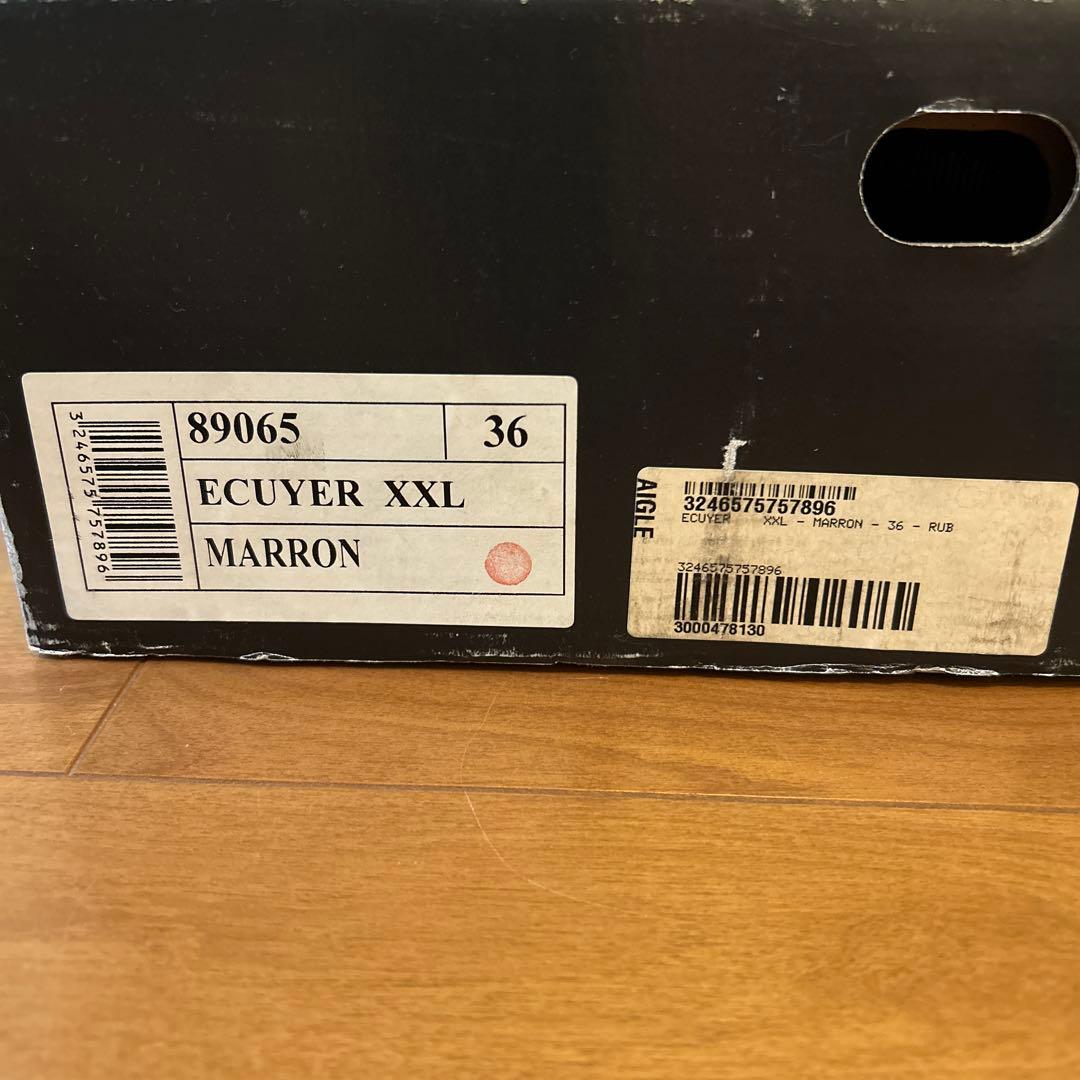 3246575757896
89065
36
ECUYER XXL
MARRON
AIGLE
3246575757896
ECUYER XXL - MARRON - 36 - RUB
3246575757896
3000478130